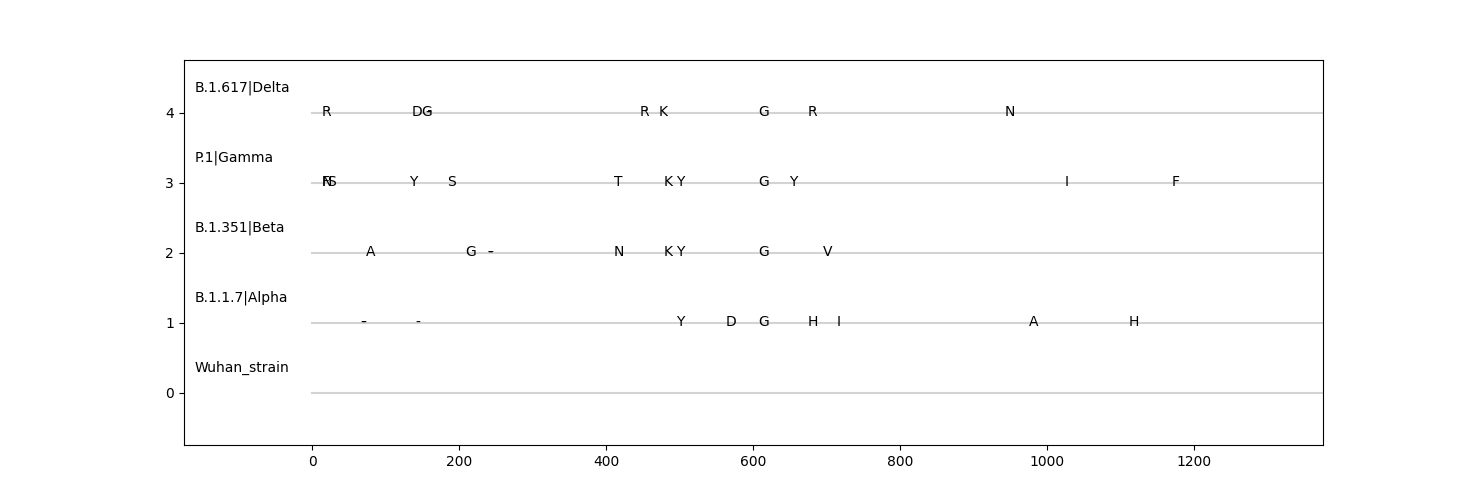 B.1.617|Delta
4 R DG- R K G R N
P.1|Gamma
3 S Y S T K Y G Y I F
B.1.351|Beta
2 A G - N K Y G V
B.1.1.7|Alpha
1 - - Y D G H I A H
Wuhan_strain
0
0 200 400 600 800 1000 1200